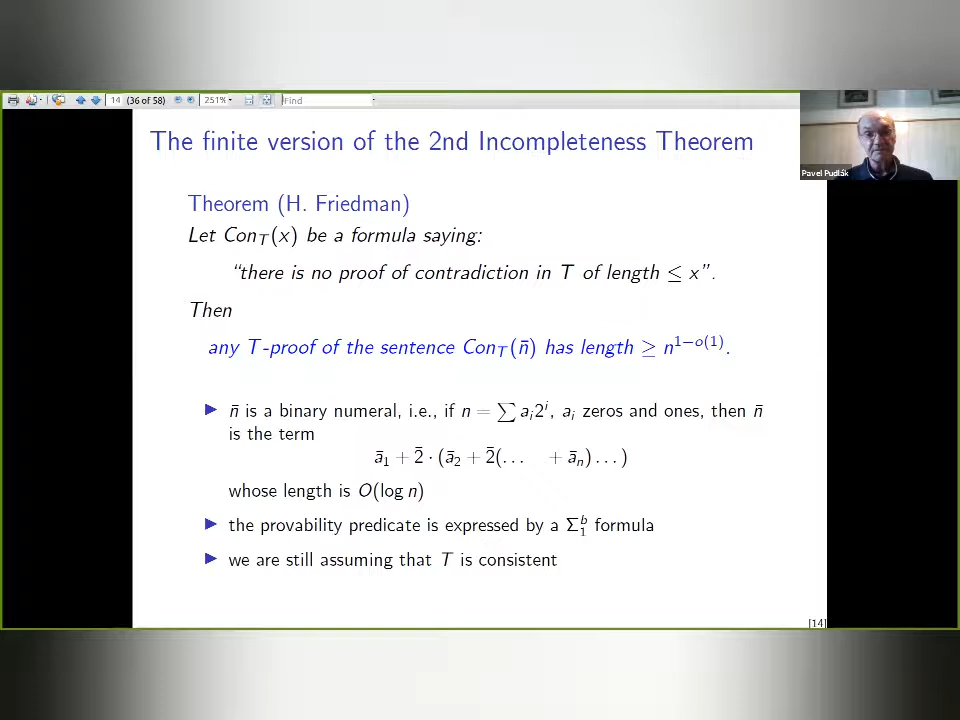 14 (36 of 58) 251% Find
Pavel Pudlák
The finite version of the 2nd Incompleteness Theorem
Theorem (H. Friedman)
Let Con_T(x) be a formula saying:
“there is no proof of contradiction in T of length ≤ x”.
Then
any T-proof of the sentence Con_T(n̄) has length ≥ n^{1−o(1)}.
▶ n̄ is a binary numeral, i.e., if n = ∑ a_i2^i, a_i zeros and ones, then n̄
is the term
ā_1 + 2̄ · (ā_2 + 2̄(... + ā_n)...)
whose length is O(log n)
▶ the provability predicate is expressed by a Σ_1^b formula
▶ we are still assuming that T is consistent
[14]